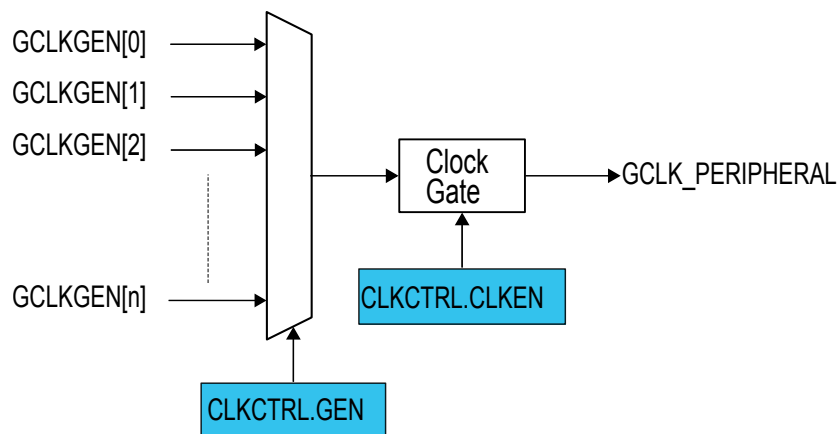 GCLKGEN[0]
GCLKGEN[1]
GCLKGEN[2]
GCLKGEN[n]
Clock
Gate
GCLK_PERIPHERAL
CLKCTRL.CLKEN
CLKCTRL.GEN